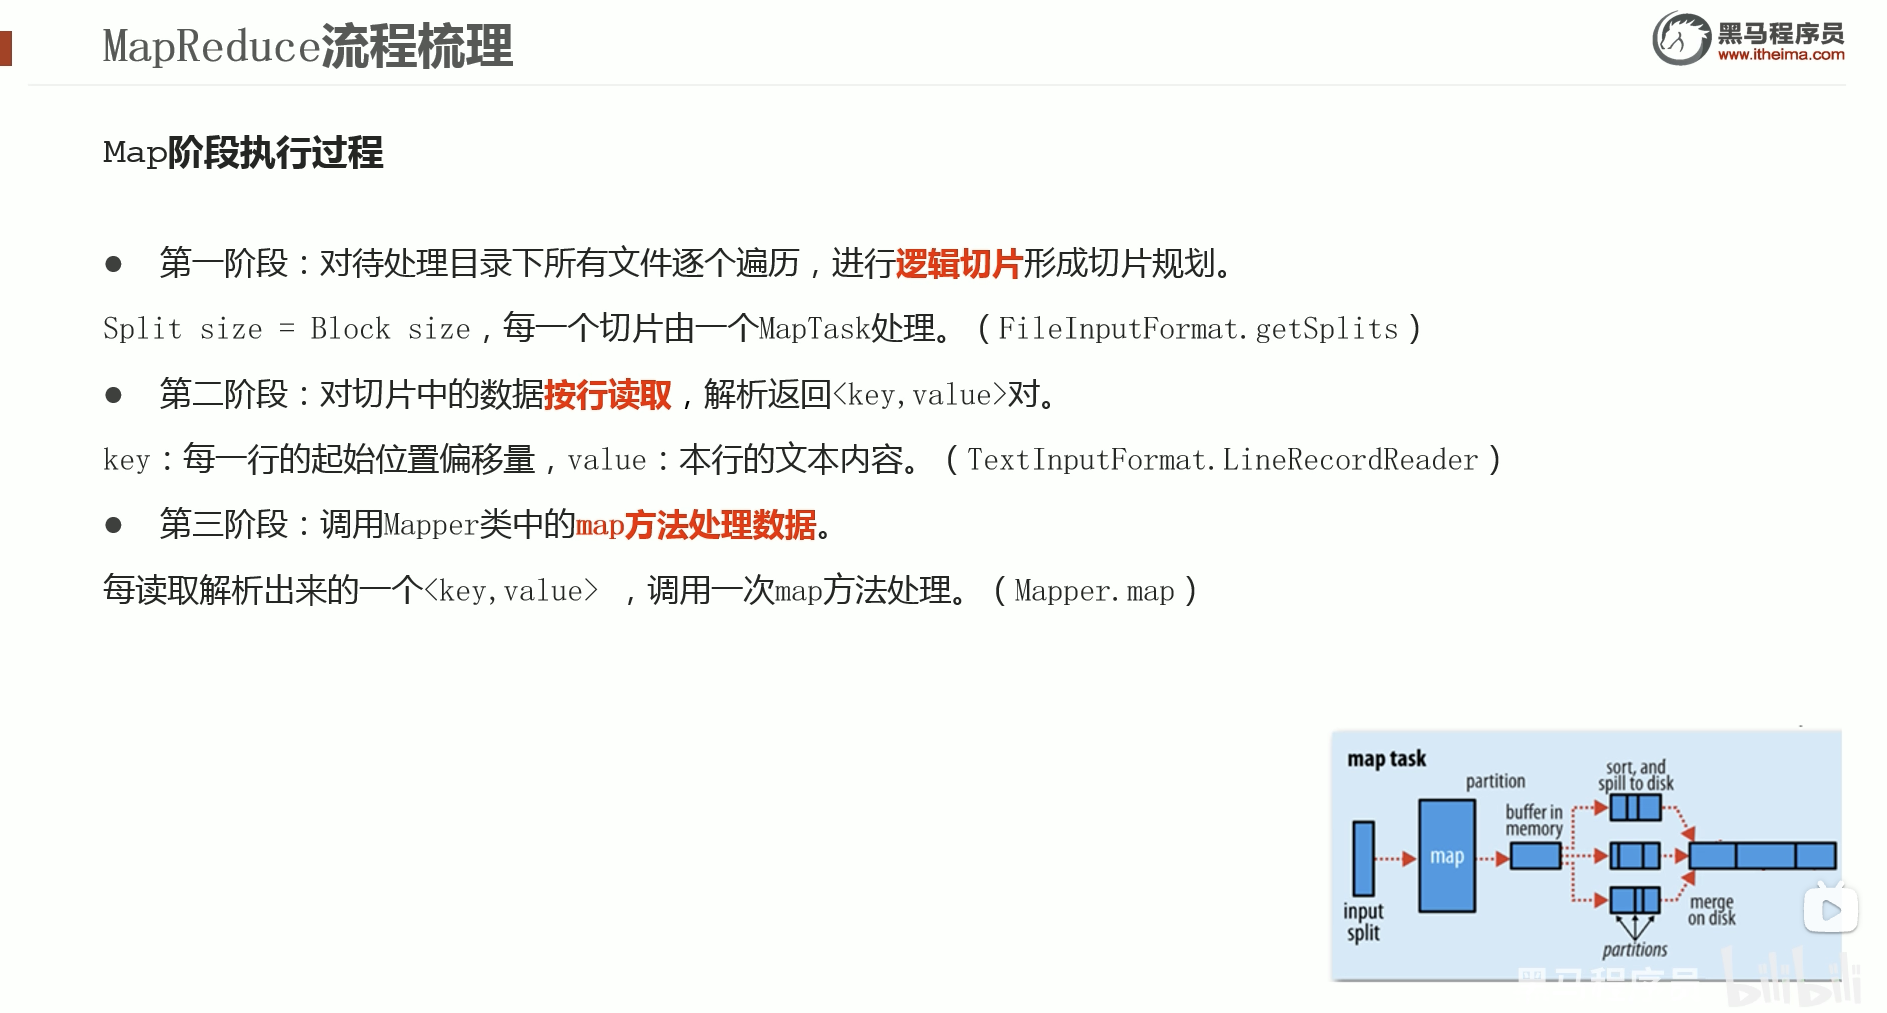 MapReduce流程梳理
黑马程序员
www.itheima.com
Map阶段执行过程
● 第一阶段：对待处理目录下所有文件逐个遍历，进行逻辑切片形成切片规划。
Split size = Block size，每一个切片由一个MapTask处理。（FileInputFormat.getSplits）
● 第二阶段：对切片中的数据按行读取，解析返回<key,value>对。
key：每一行的起始位置偏移量，value：本行的文本内容。（TextInputFormat.LineRecordReader）
● 第三阶段：调用Mapper类中的map方法处理数据。
每读取解析出来的一个<key,value> ，调用一次map方法处理。（Mapper.map）
map task
partition
sort, and
spill to disk
buffer in
memory
map
input
split
merge
on disk
partitions
黑马程序员
bilibili